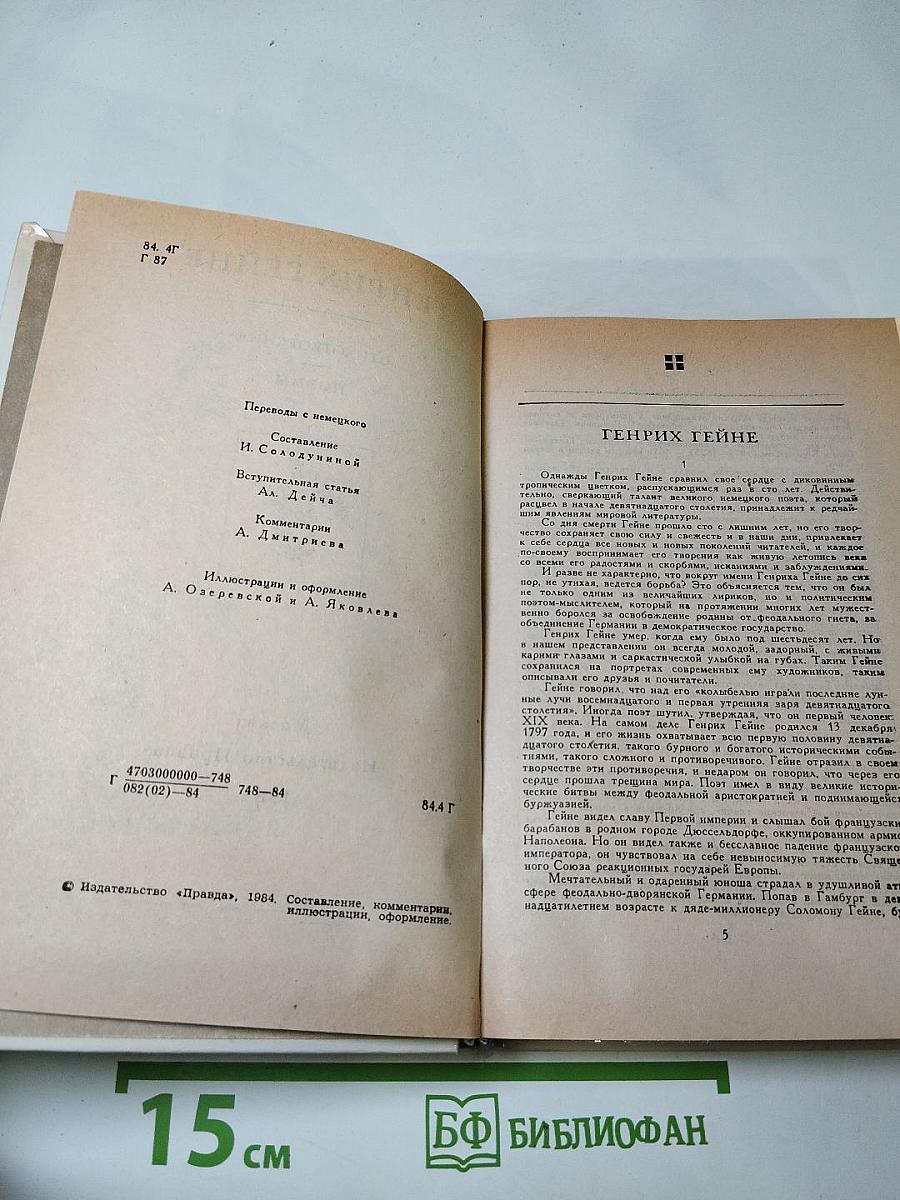 84. 4Г
Г 87
Переводы с немецкого
Составление
И. Солодуниной
Вступительная статья
Ал. Дейча
Комментарии
А. Дмитриева
Иллюстрации и оформление
А. Озеревской и А. Яковлева
Г 4703000000—748
082(02)—84
748—84
84.4 Г
© Издательство «Правда», 1984. Составление, комментарии,
иллюстрации, оформление.
ГЕНРИХ ГЕЙНЕ
1
Однажды Генрих Гейне сравнил свое сердце с диковинным
тропическим цветком, распускающимся раз в сто лет. Действи-
тельно, сверкающий талант великого немецкого поэта, который
расцвел в начале девятнадцатого столетия, принадлежит к редчай-
шим явлениям мировой литературы.
Со дня смерти Гейне прошло сто с лишним лет, но его твор-
чество сохраняет свою силу и свежесть и в наши дни, привлекает
к себе сердца все новых и новых поколений читателей, и каждое
по-своему воспринимает его творения как живую летопись века
со всеми его радостями и скорбями, исканиями и заблуждениями.
И разве не характерно, что вокруг имени Генриха Гейне до сих
пор, не утихая, ведется борьба? Это объясняется тем, что он был
не только одним из величайших лириков, но и политическим
поэтом-мыслителем, который на протяжении многих лет мужест-
венно боролся за освобождение родины от феодального гнета, за
объединение Германии в демократическое государство.
Генрих Гейне умер, когда ему было под шестьдесят лет. Но
в нашем представлении он всегда молодой, задорный, с живыми
карими глазами и саркастической улыбкой на губах. Таким Гейне
сохранился на портретах современных ему художников, таким
описывали его друзья и почитатели.
Гейне говорил, что над его «колыбелью играли последние лун-
ные лучи восемнадцатого и первая утренняя заря девятнадцатого
столетия». Иногда поэт шутил, утверждая, что он первый человек
XIX века. На самом деле Генрих Гейне родился 13 декабря
1797 года, и его жизнь охватывает всю первую половину девятна-
дцатого столетия, такого бурного и богатого историческими собы-
тиями, такого сложного и противоречивого. Гейне отразил в своем
творчестве эти противоречия, и недаром он говорил, что через его
сердце прошла трещина мира. Поэт имел в виду великие истори-
ческие битвы между феодальной аристократией и поднимающейся
буржуазией.
Гейне видел славу Первой империи и слышал бой французски
барабанов в родном городе Дюссельдорфе, оккупированном армие
Наполеона. Но он видел также и бесславное падение французско
императора, он чувствовал на себе невыносимую тяжесть Свяще
ного Союза реакционных государей Европы.
Мечтательный и одаренный юноша страдал в удушливой атм
сфере феодально-дворянской Германии. Попав в Гамбург в дев
надцатилетнем возрасте к дяде-миллионеру Соломону Гейне, бу
5
15 см
БФ БИБЛИОФАН